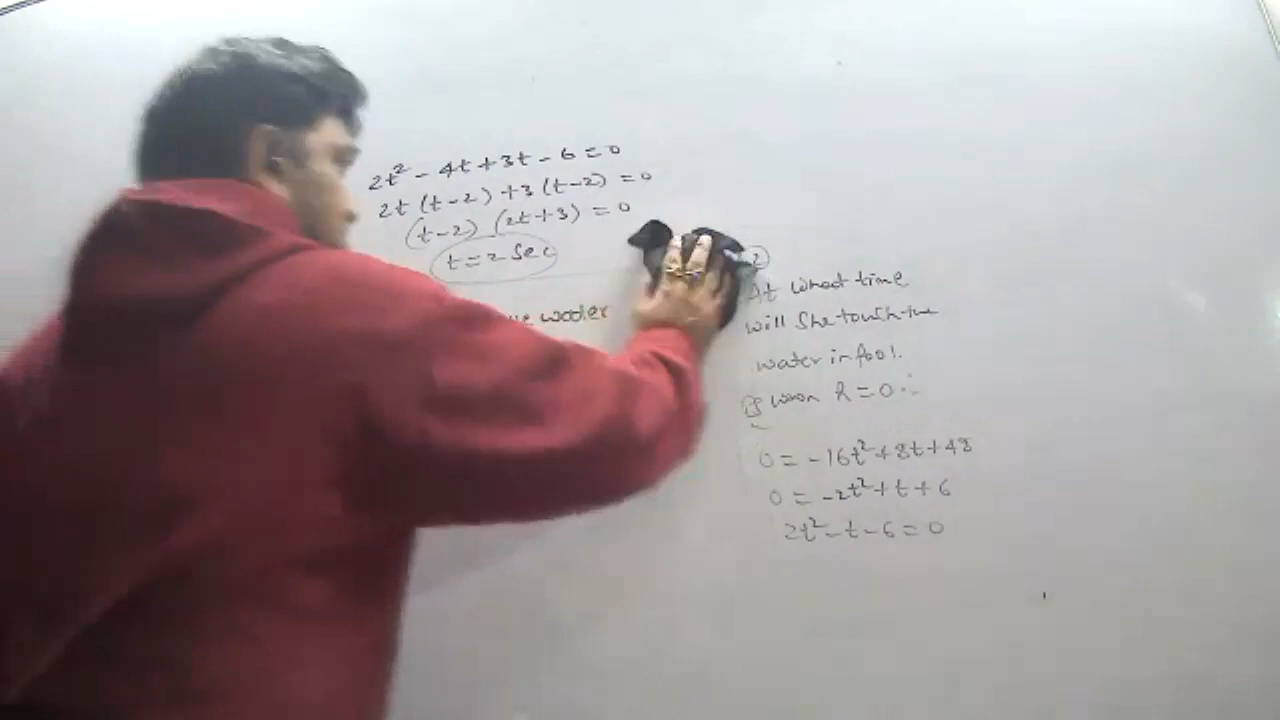 2t² - 4t + 3t - 6 = 0
2t (t-2) + 3 (t-2) = 0
(t-2) (2t+3) = 0
t = 2 Sec
2
At what time
will she touch the
water in pool.
when h = 0
0 = -16t² + 8t + 48
0 = -2t² + t + 6
2t² - t - 6 = 0